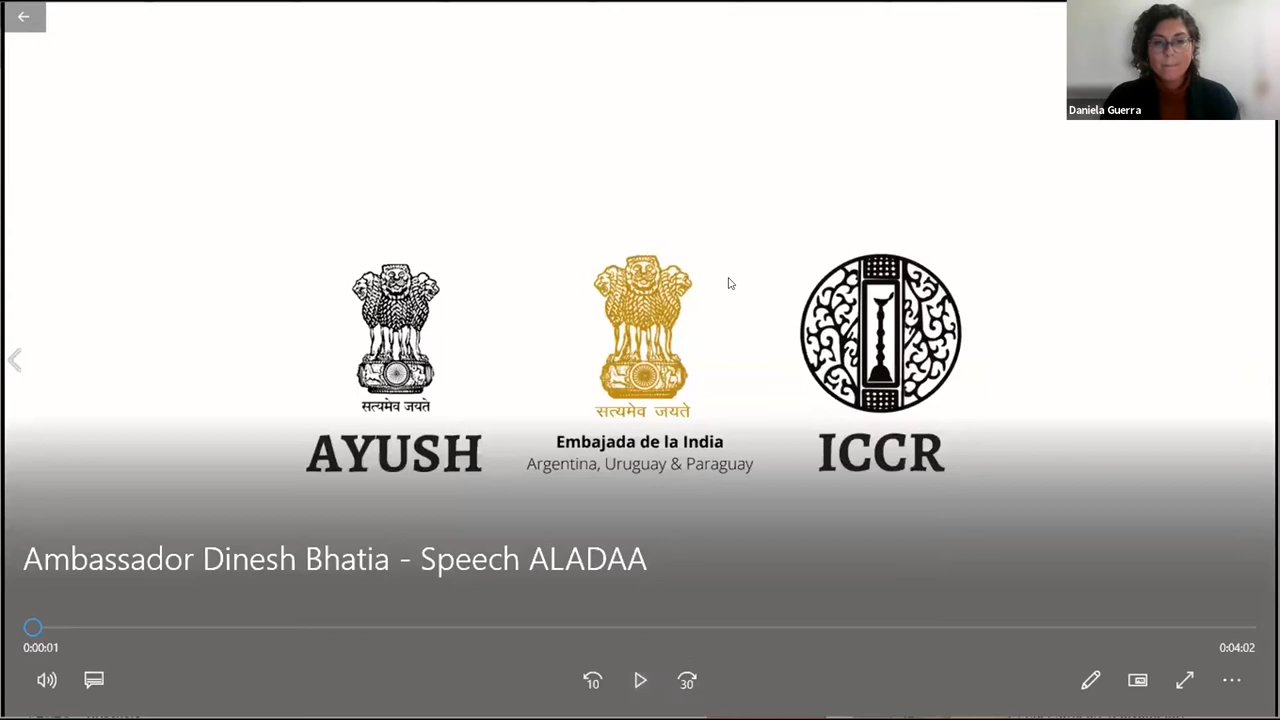 Daniela Guerra
सत्यमेव जयते
AYUSH
सत्यमेव जयते
Embajada de la India
Argentina, Uruguay & Paraguay
ICCR
Ambassador Dinesh Bhatia - Speech ALADAA
0:00:01
0:04:02
10
30